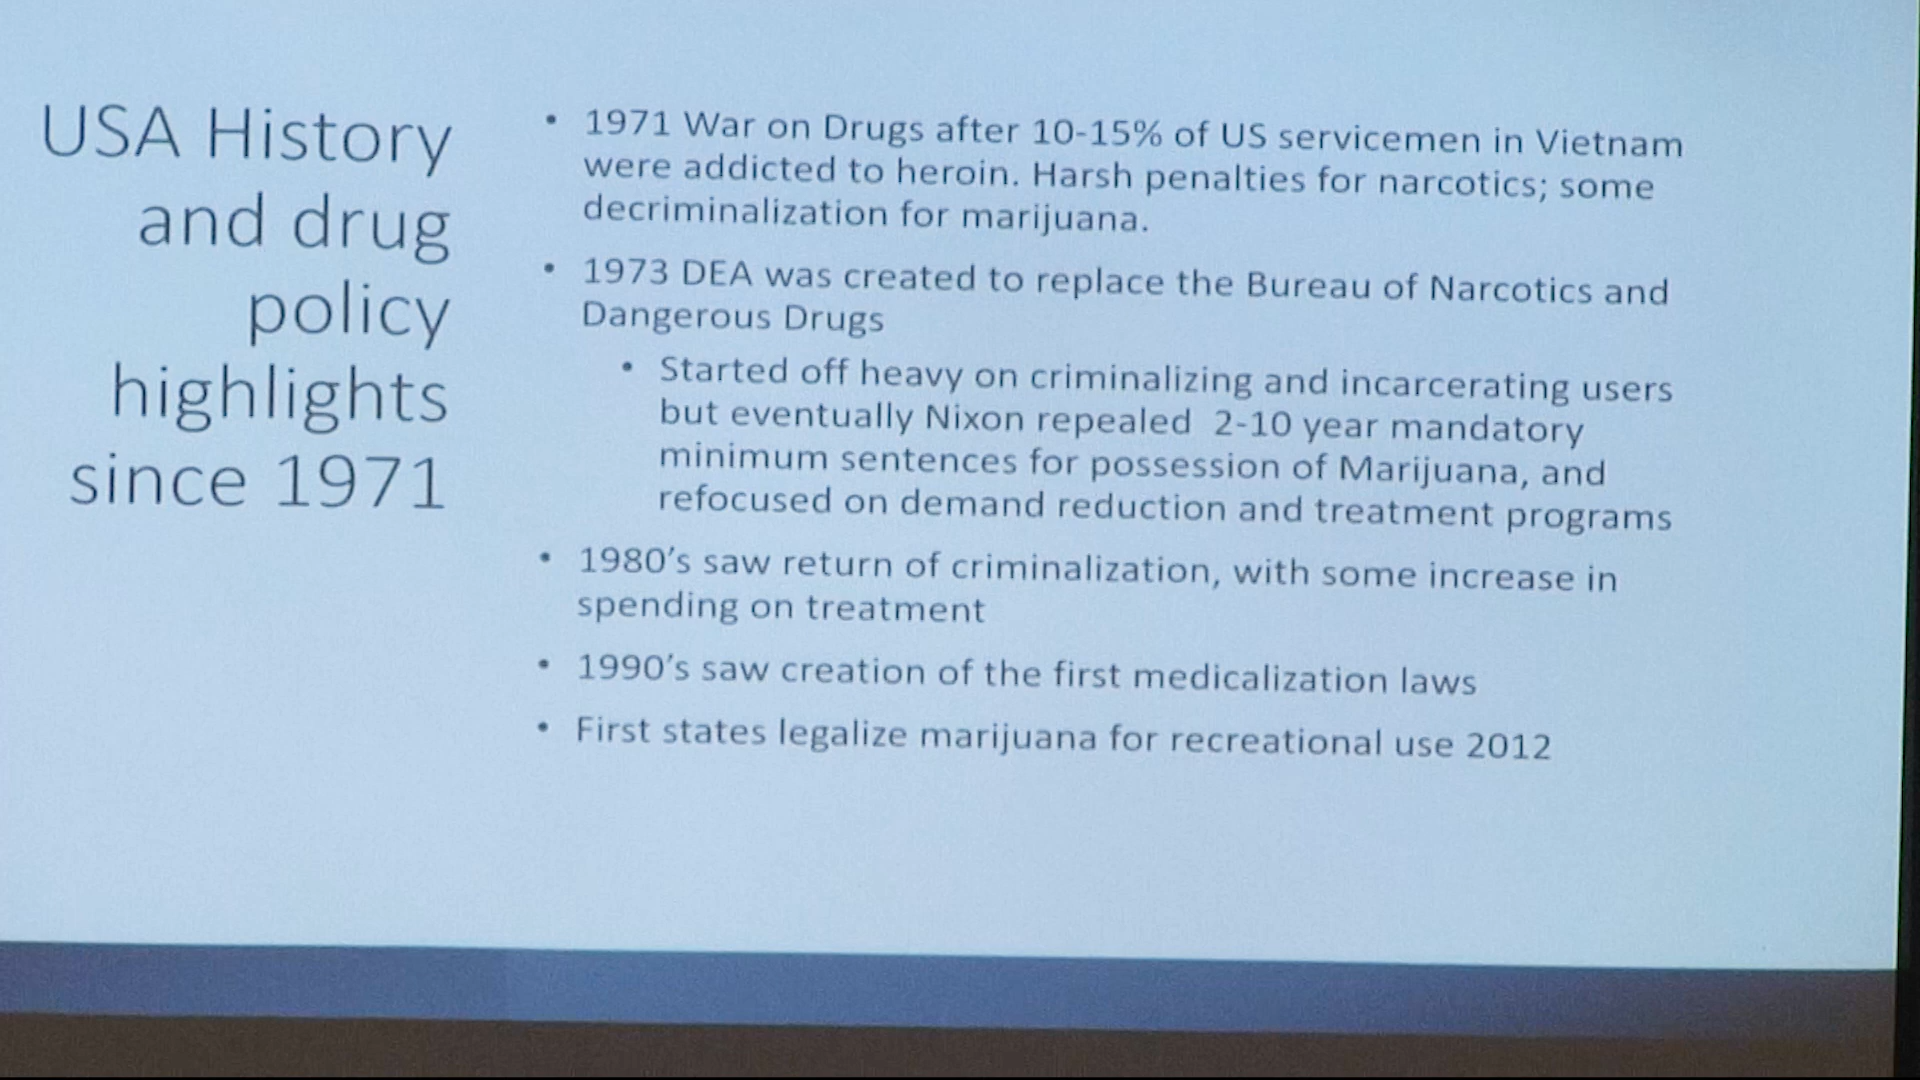 USA History
and drug
policy
highlights
since 1971
• 1971 War on Drugs after 10-15% of US servicemen in Vietnam
were addicted to heroin. Harsh penalties for narcotics; some
decriminalization for marijuana.
• 1973 DEA was created to replace the Bureau of Narcotics and
Dangerous Drugs
• Started off heavy on criminalizing and incarcerating users
but eventually Nixon repealed 2-10 year mandatory
minimum sentences for possession of Marijuana, and
refocused on demand reduction and treatment programs
• 1980's saw return of criminalization, with some increase in
spending on treatment
• 1990's saw creation of the first medicalization laws
• First states legalize marijuana for recreational use 2012